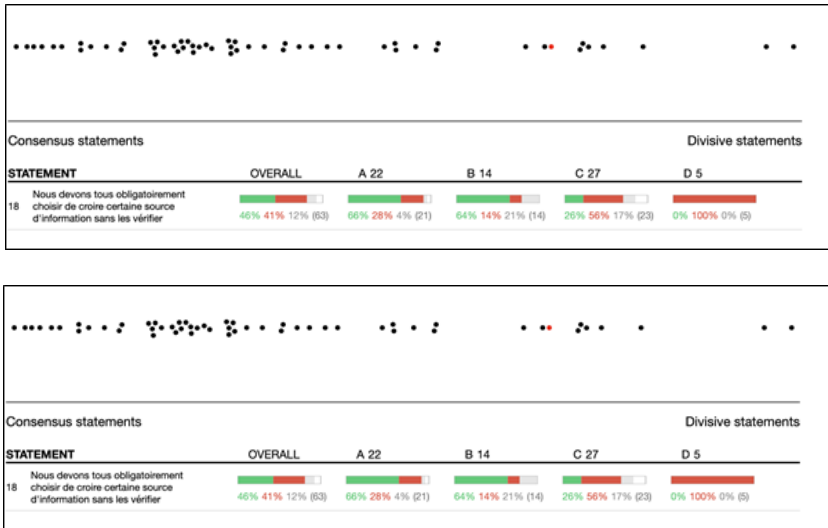 Consensus statements Divisive statements
STATEMENT OVERALL A 22 B 14 C 27 D 5
18 Nous devons tous obligatoirement
choisir de croire certaine source
d'information sans les vérifier
46% 41% 12% (63) 66% 28% 4% (21) 64% 14% 21% (14) 26% 56% 17% (23) 0% 100% 0% (5)
Consensus statements Divisive statements
STATEMENT OVERALL A 22 B 14 C 27 D 5
18 Nous devons tous obligatoirement
choisir de croire certaine source
d'information sans les vérifier
46% 41% 12% (63) 66% 28% 4% (21) 64% 14% 21% (14) 26% 56% 17% (23) 0% 100% 0% (5)